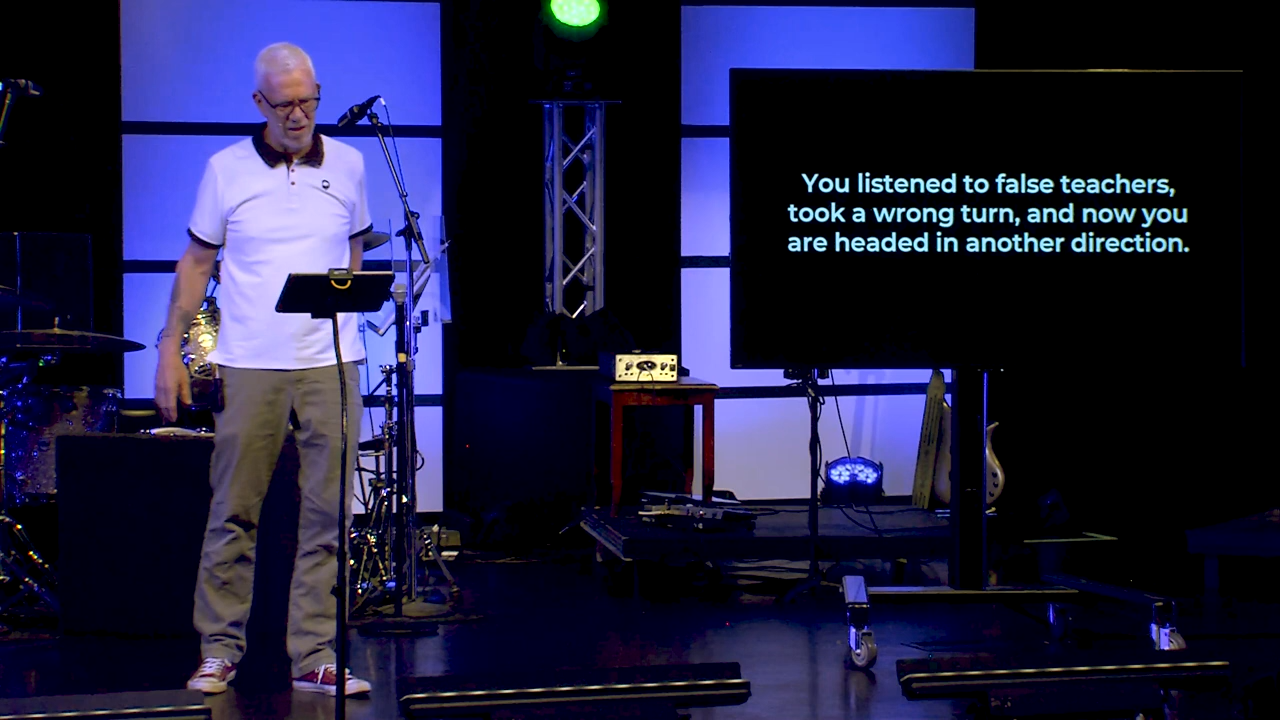 You listened to false teachers,
took a wrong turn, and now you
are headed in another direction.